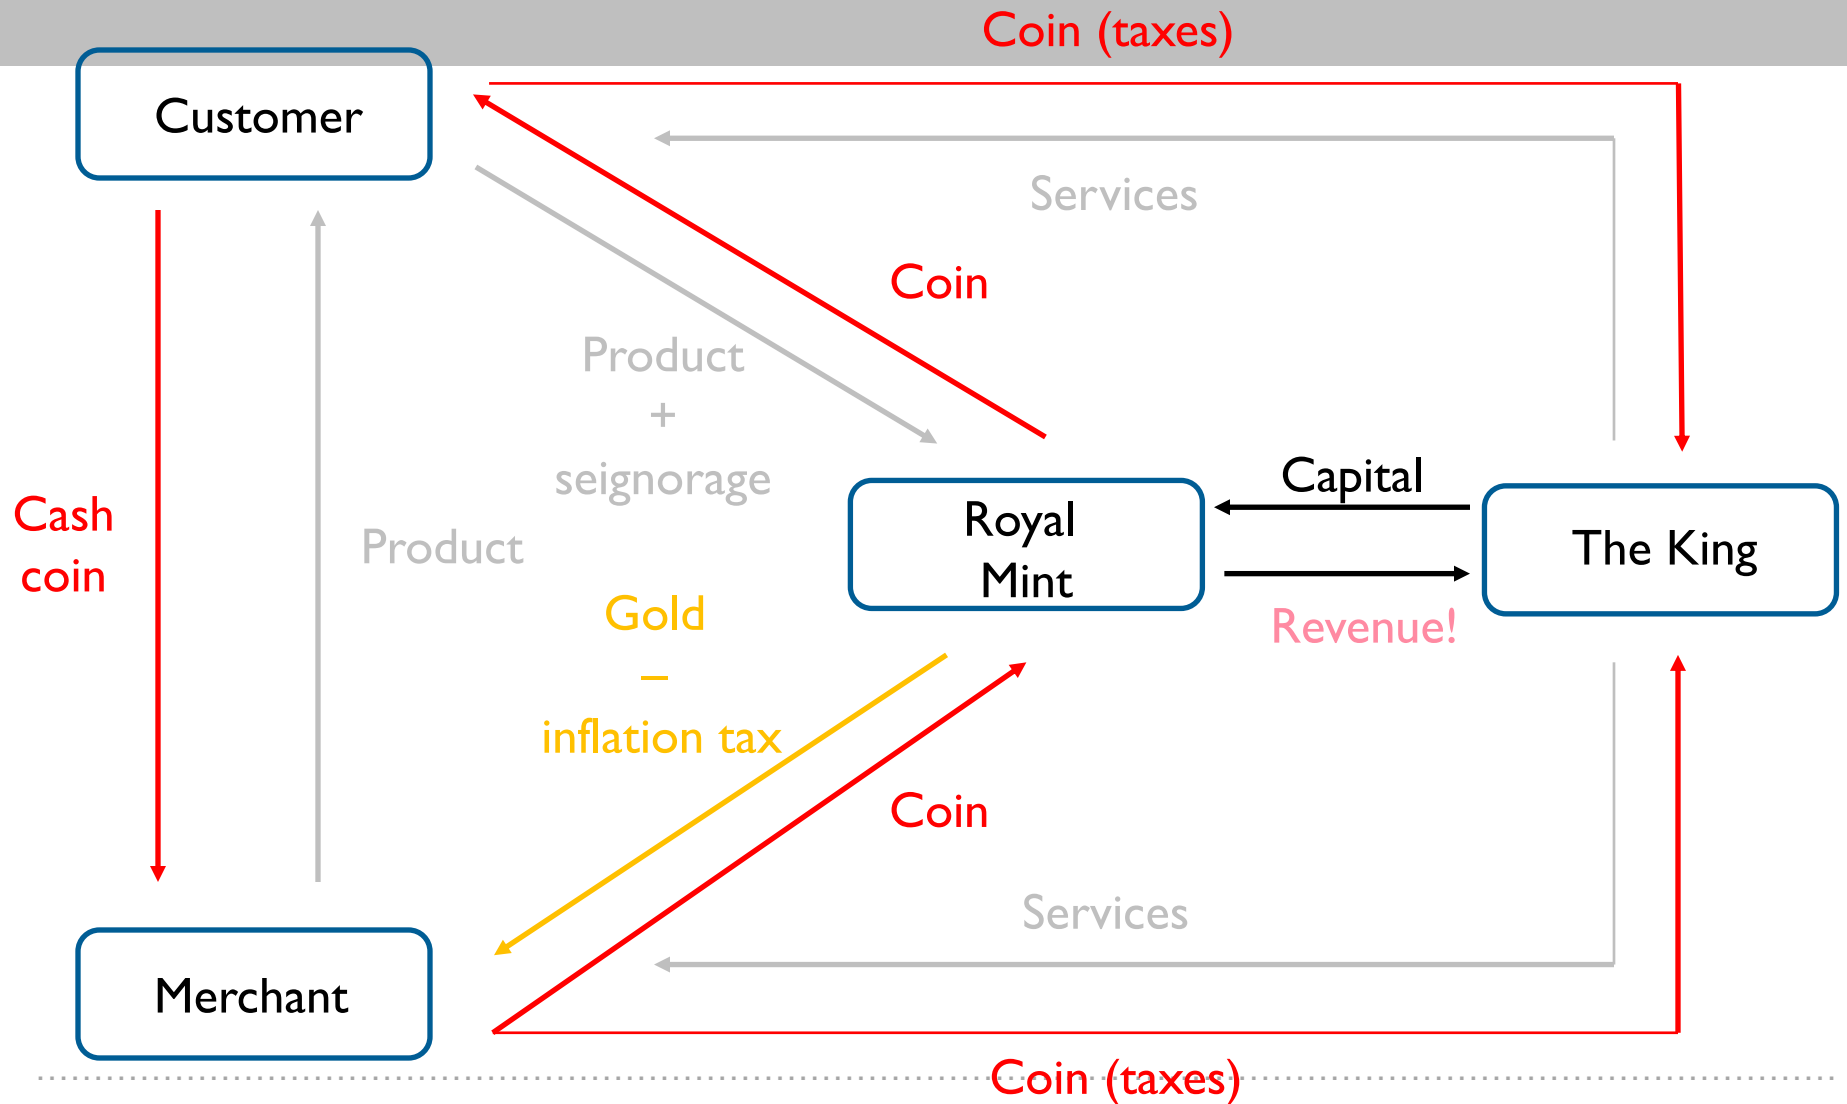 Coin (taxes)
Customer
Services
Coin
Product
+
seignorage
Capital
Cash
coin
Product
Royal
Mint
The King
Gold
–
inflation tax
Revenue!
Coin
Services
Merchant
Coin (taxes)